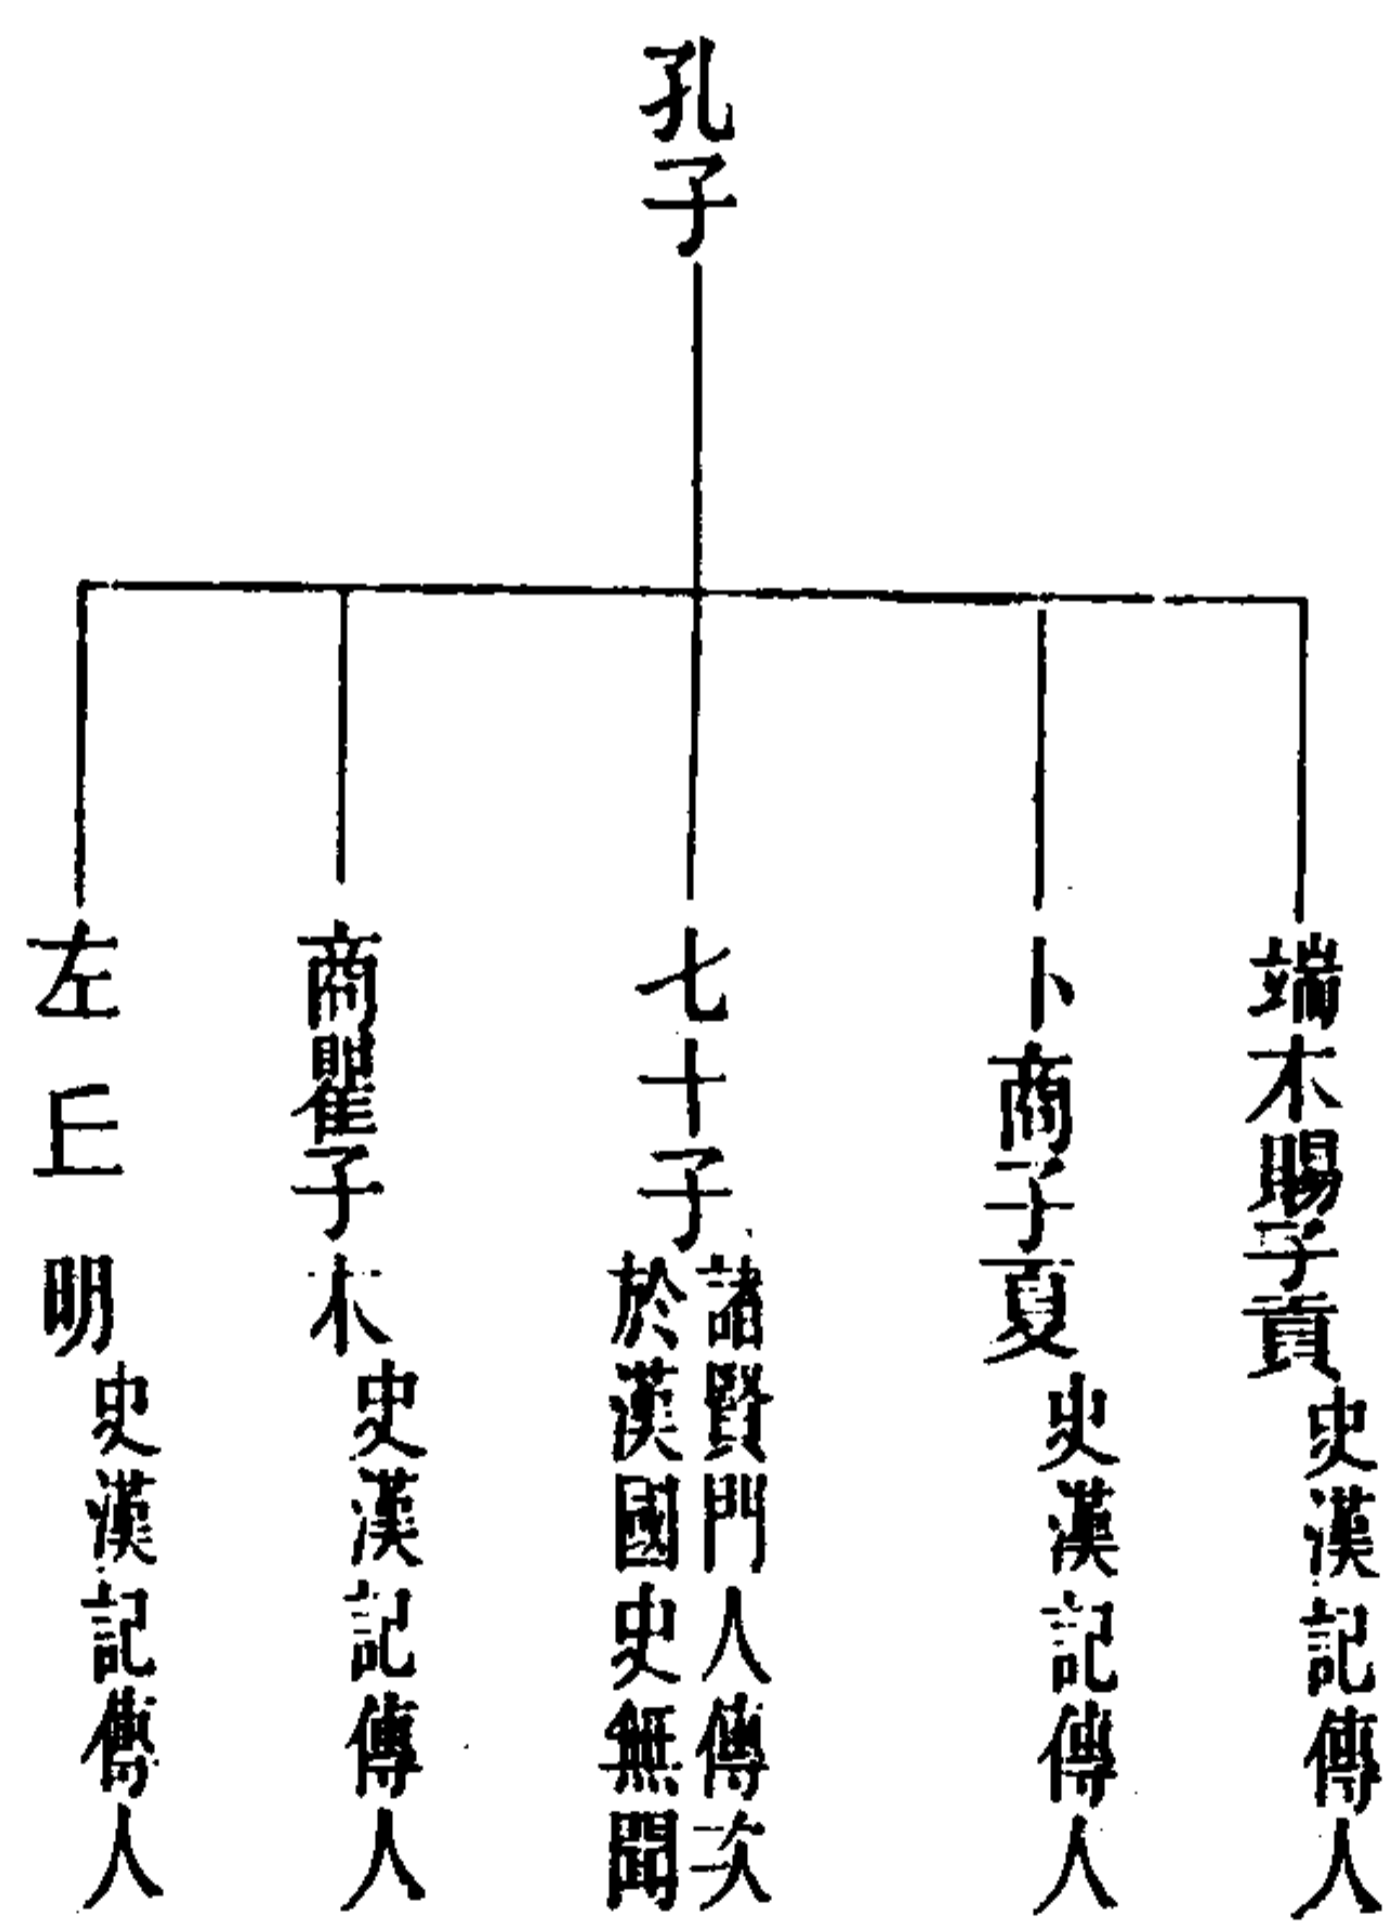 孔子
端木賜子貢
史漢記傳人
卜商子夏
史漢記傳人
七十子
諸賢門人傳次
於漢國史無聞
商瞿子木
史漢記傳人
左丘明
史漢記傳人